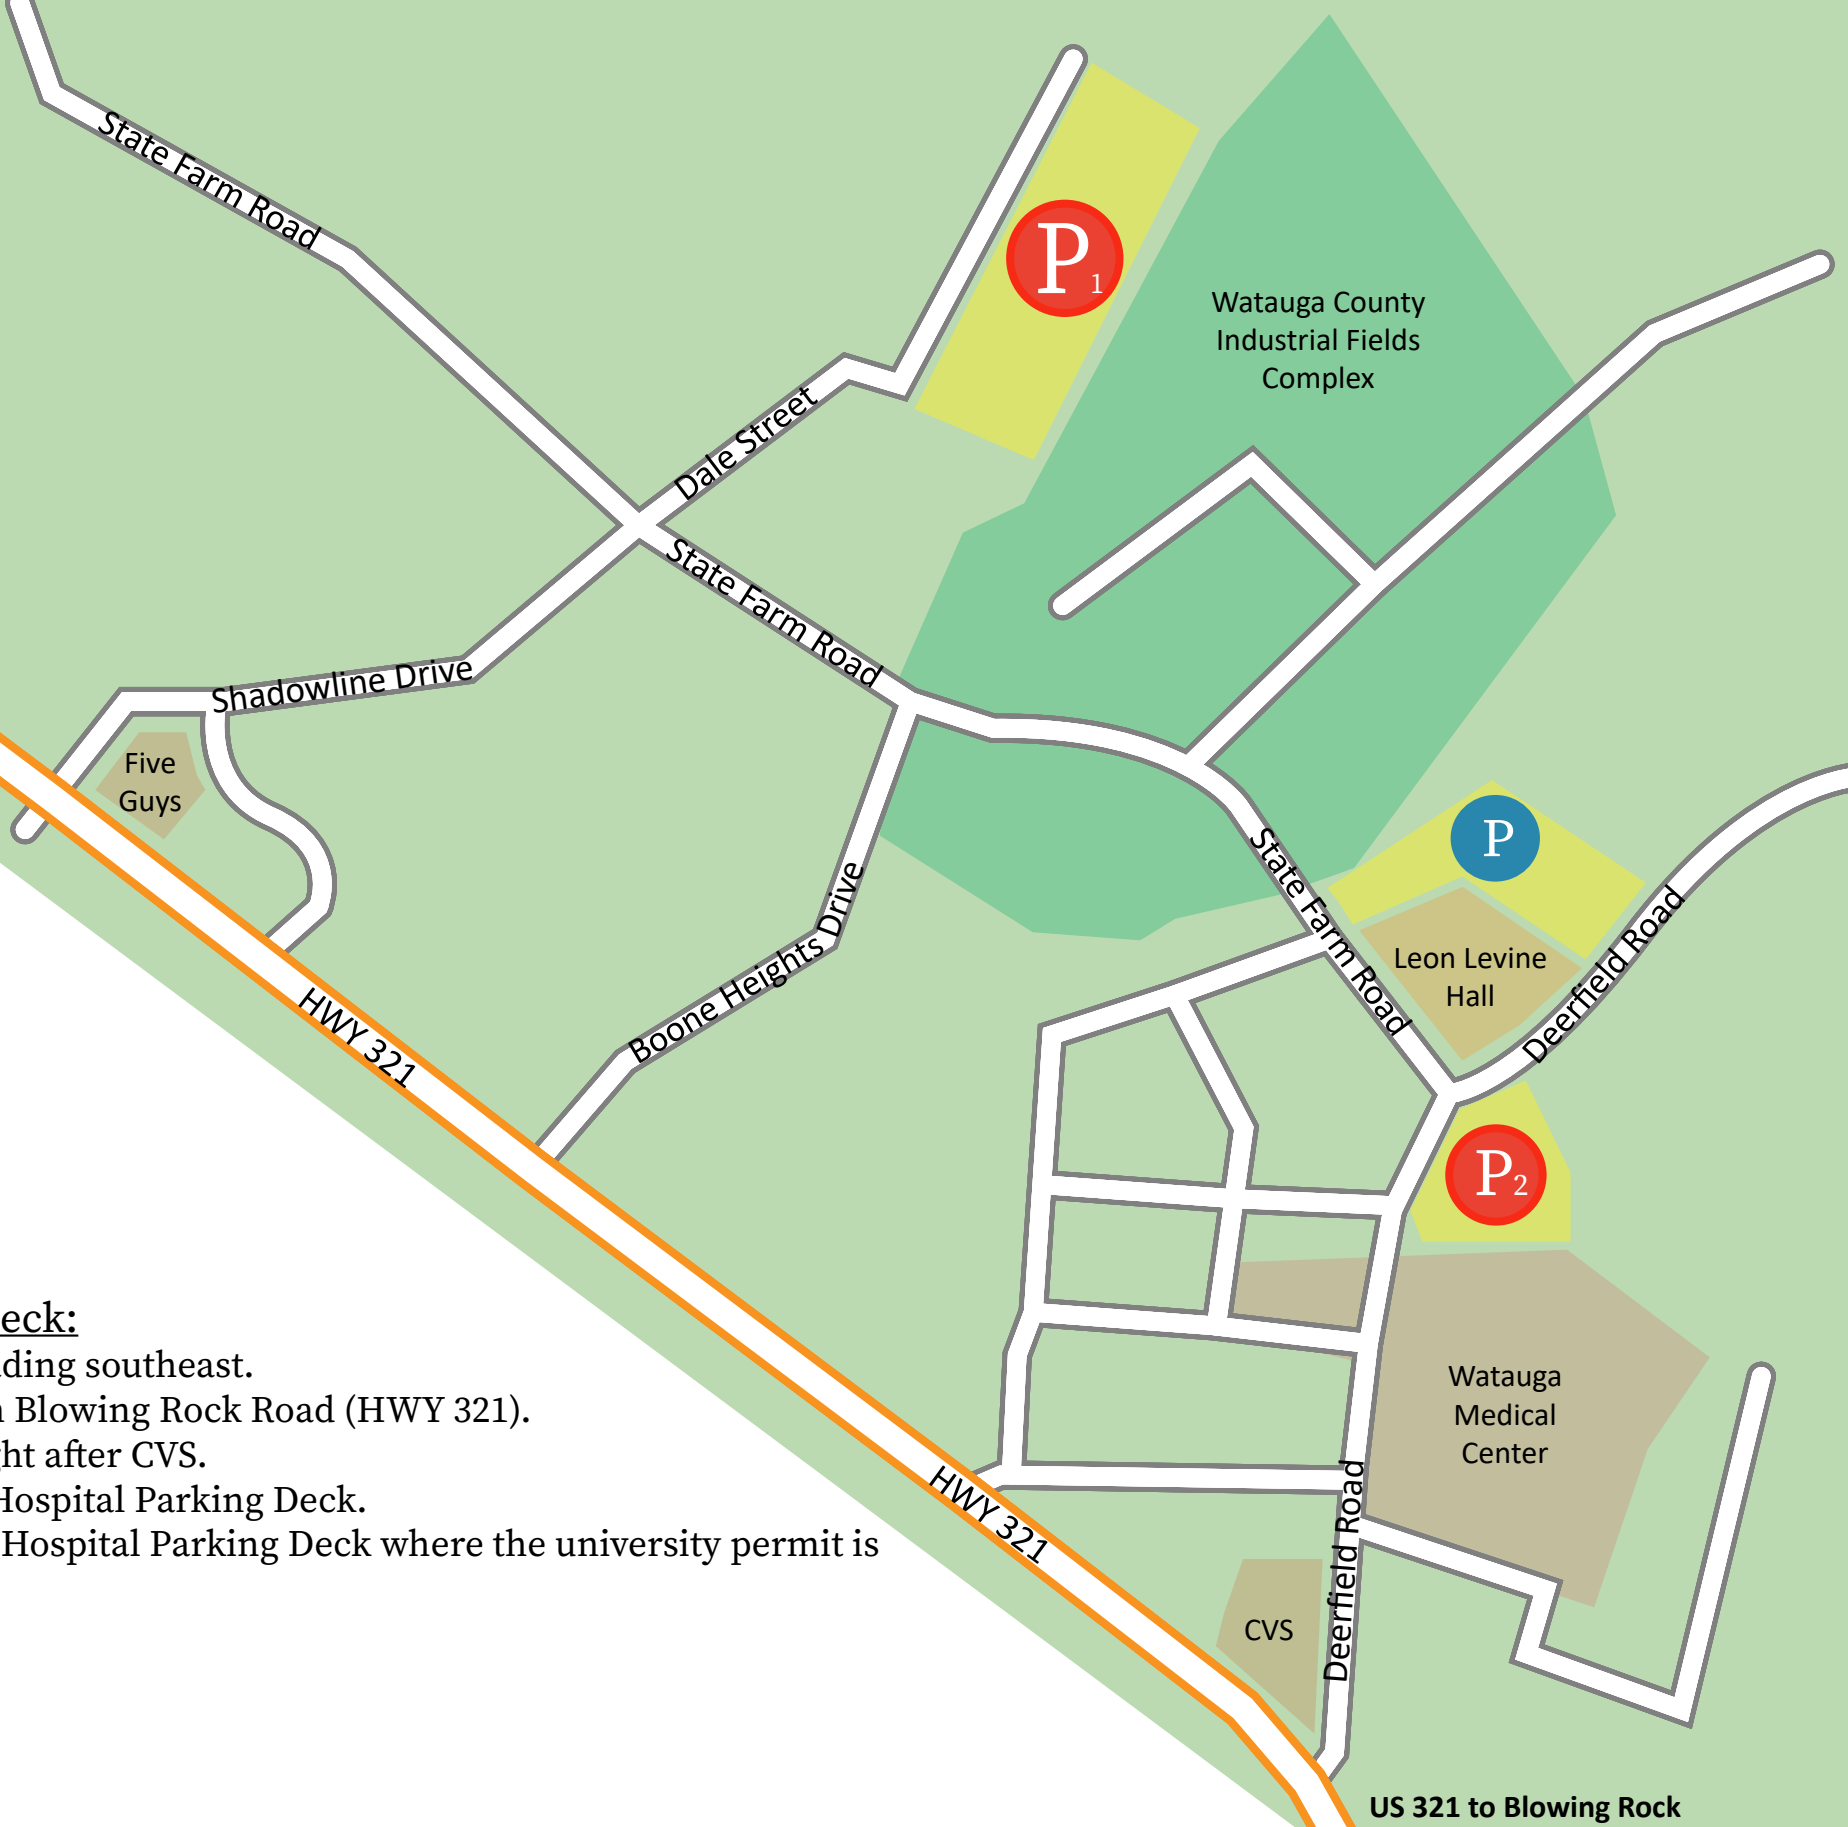 State Farm Road
P1
Watauga County
Industrial Fields
Complex
Dale Street
State Farm Road
Shadowline Drive
Five
Guys
P
State Farm Road
Leon Levine
Hall
Deerfield Road
Boone Heights Drive
HWY 321
P2
eck:
ding southeast.
Blowing Rock Road (HWY 321).
ght after CVS.
Hospital Parking Deck.
Hospital Parking Deck where the university permit is
Watauga
Medical
Center
HWY 321
Deerfield Road
CVS
US 321 to Blowing Rock